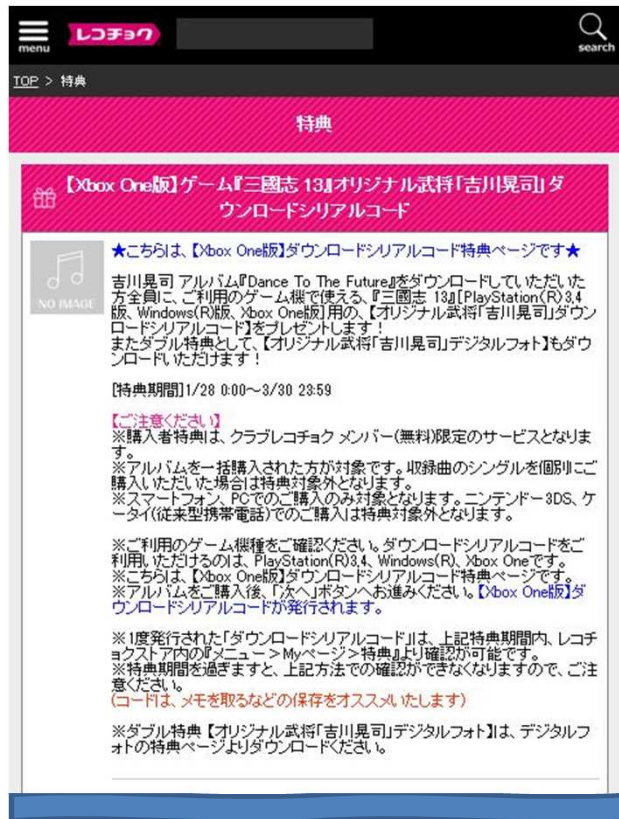 menu
レコチョク
search
TOP > 特典
特典
【Xbox One版】ゲーム『三國志 13』オリジナル武将「吉川晃司」 ダ
ウンロードシリアルコード
NO IMAGE
★こちらは、【Xbox One版】ダウンロードシリアルコード特典ページです★
吉川晃司 アルバム『Dance To The Future』をダウンロードしていただいた
方全員に、ご利用のゲーム機で使える、『三國志 13』[PlayStation(R)3,4
版、Windows(R)版、Xbox One版]用の、【オリジナル武将「吉川晃司」ダウン
ロードシリアルコード】をプレゼントします！
またダブル特典として、【オリジナル武将「吉川晃司」デジタルフォト】もダウ
ンロードいただけます！
[特典期間]1/28 0:00～3/30 23:59
【ご注意ください】
※購入者特典は、クラブレコチョク メンバー(無料)限定のサービスとなりま
す。
※アルバムを一括購入された方が対象です。収録曲のシングルを個別にご
購入いただいた場合は特典対象外となります。
※スマートフォン、PCでのご購入のみ対象となります。ニンテンドー3DS、ケ
ータイ(従来型携帯電話)でのご購入は特典対象外となります。
※ご利用のゲーム機種をご確認ください。ダウンロードシリアルコードをご
利用いただけるのは、PlayStation(R)3,4、Windows(R)、Xbox Oneです。
※こちらは、【Xbox One版】ダウンロードシリアルコード特典ページです。
※アルバムをご購入後、「次へ」ボタンへお進みください。【Xbox One版】ダ
ウンロードシリアルコードが発行されます。
※1度発行された「ダウンロードシリアルコード」は、上記特典期間内、レコチ
ョクストア内の『メニュー＞Myページ＞特典』より確認が可能です。
※特典期間を過ぎますと、上記方法での確認ができなくなりますので、ご注
意ください。
(コードは、メモを取るなどの保存をオススメいたします)
※ダブル特典 【オリジナル武将「吉川晃司」デジタルフォト】は、デジタルフ
ォトの特典ページよりダウンロードください。